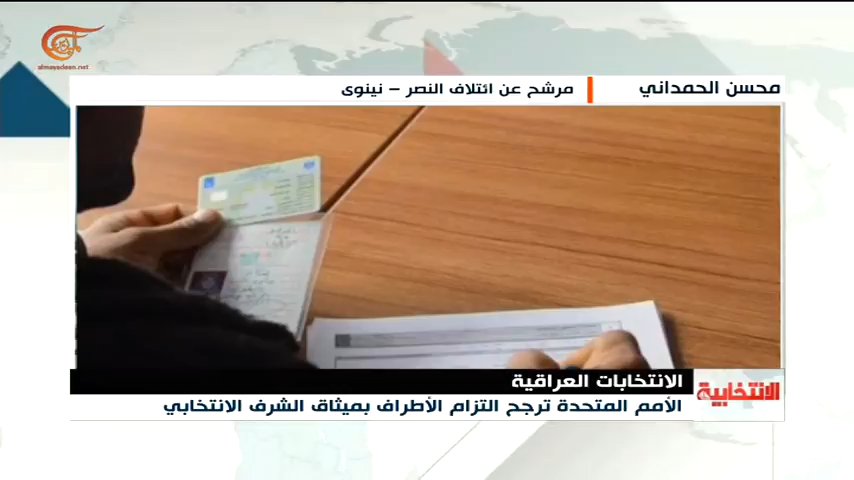 الميادين
almayadeen.net
محسن الحمداني
مرشح عن ائتلاف النصر – نينوى
الانتخابات العراقية
الانتخابية
الأمم المتحدة ترجح التزام الأطراف بميثاق الشرف الانتخابي